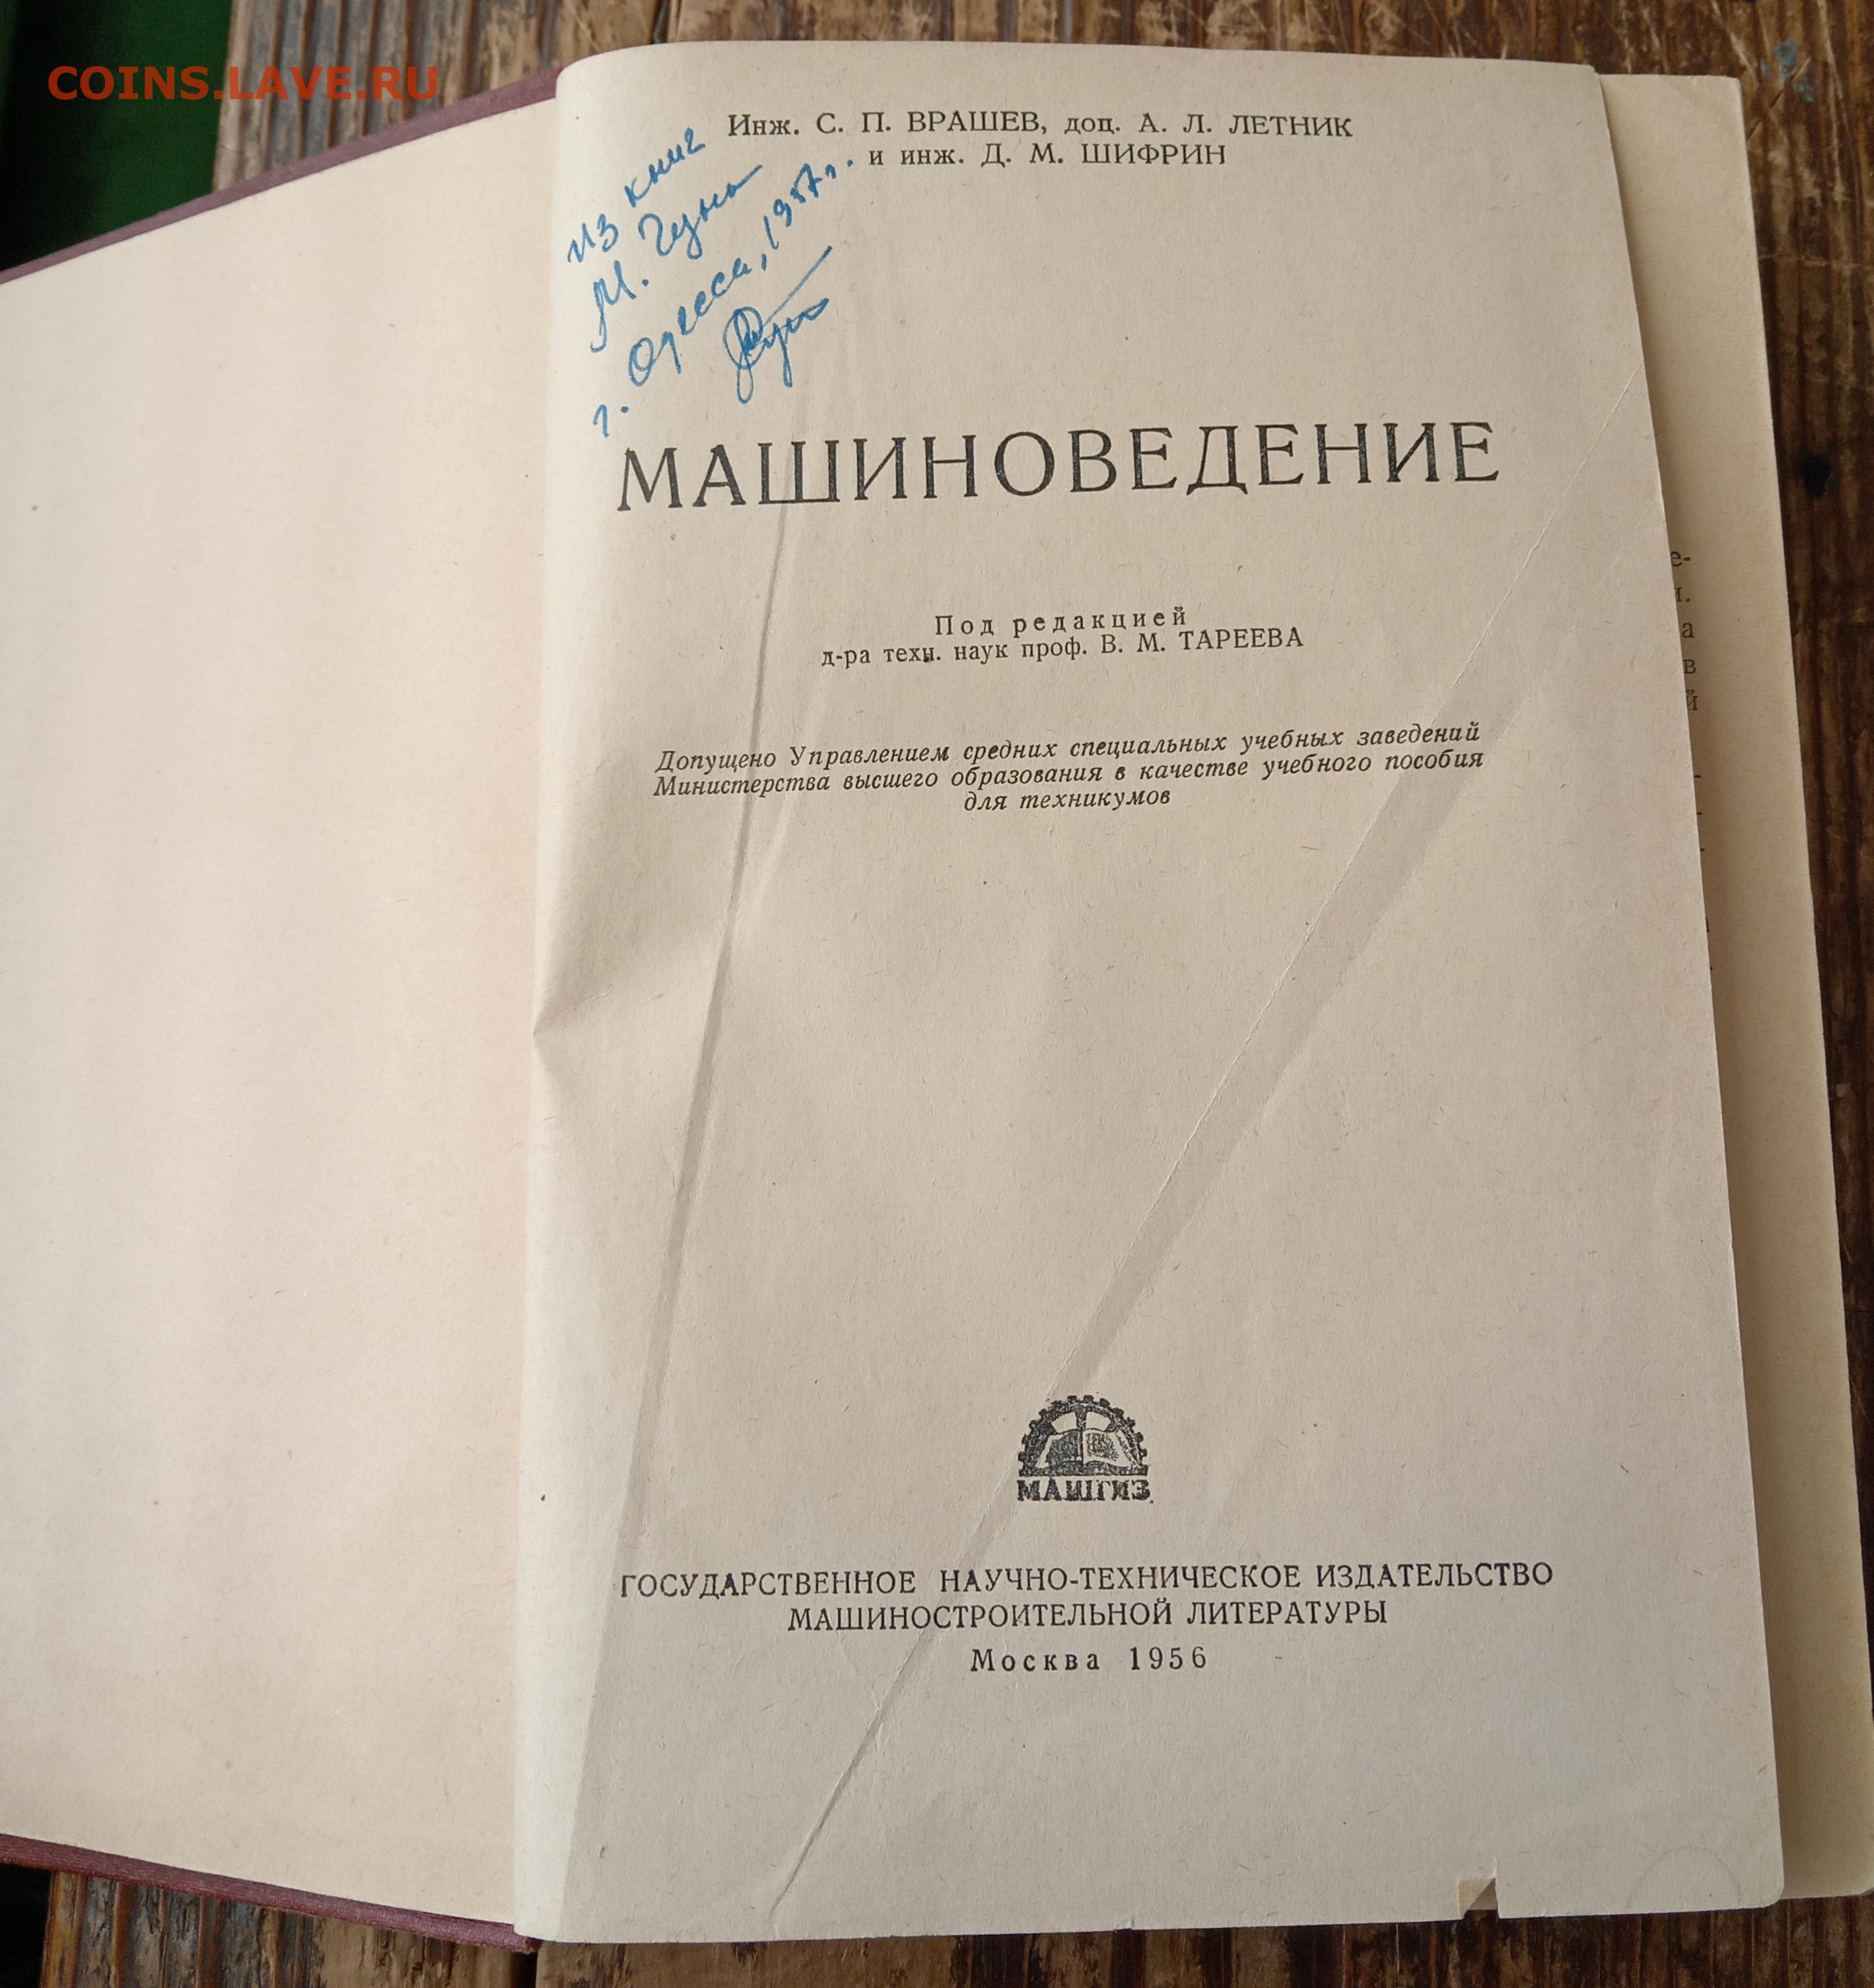 COINS.LAVE.RU
Инж. С. П. ВРАШЕВ, доц. А. Л. ЛЕТНИК
и инж. Д. М. ШИФРИН
из книг
М.
г. Одесса, 1957г.
МАШИНОВЕДЕНИЕ
Под редакцией
д-ра техн. наук проф. В. М. ТАРЕЕВА
Допущено Управлением средних специальных учебных заведений
Министерства высшего образования в качестве учебного пособия
для техникумов
МАШГИЗ
ГОСУДАРСТВЕННОЕ НАУЧНО-ТЕХНИЧЕСКОЕ ИЗДАТЕЛЬСТВО
МАШИНОСТРОИТЕЛЬНОЙ ЛИТЕРАТУРЫ
Москва 1956